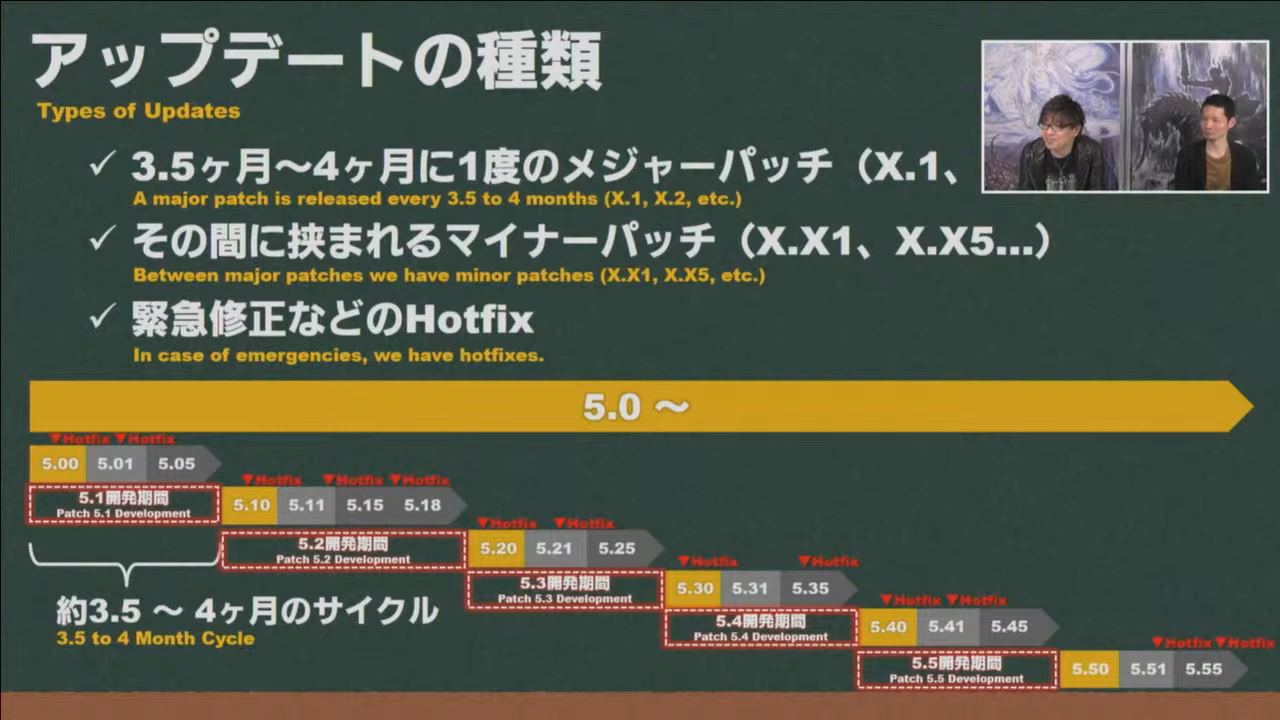 アップデートの種類
Types of Updates
✓ 3.5ヶ月～4ヶ月に1度のメジャーパッチ（X.1、
A major patch is released every 3.5 to 4 months (X.1, X.2, etc.)
✓ その間に挟まれるマイナーパッチ（X.X1、X.X5...）
Between major patches we have minor patches (X.X1, X.X5, etc.)
✓ 緊急修正などのHotfix
In case of emergencies, we have hotfixes.
5.0 ～
▼Hotfix ▼Hotfix
5.00 5.01 5.05
5.1開発期間
Patch 5.1 Development
▼Hotfix ▼Hotfix ▼Hotfix
5.10 5.11 5.15 5.18
5.2開発期間
Patch 5.2 Development
▼Hotfix ▼Hotfix
5.20 5.21 5.25
5.3開発期間
Patch 5.3 Development
▼Hotfix ▼Hotfix
5.30 5.31 5.35
5.4開発期間
Patch 5.4 Development
▼Hotfix ▼Hotfix
5.40 5.41 5.45
5.5開発期間
Patch 5.5 Development
▼Hotfix ▼Hotfix
5.50 5.51 5.55
約3.5 ～ 4ヶ月のサイクル
3.5 to 4 Month Cycle